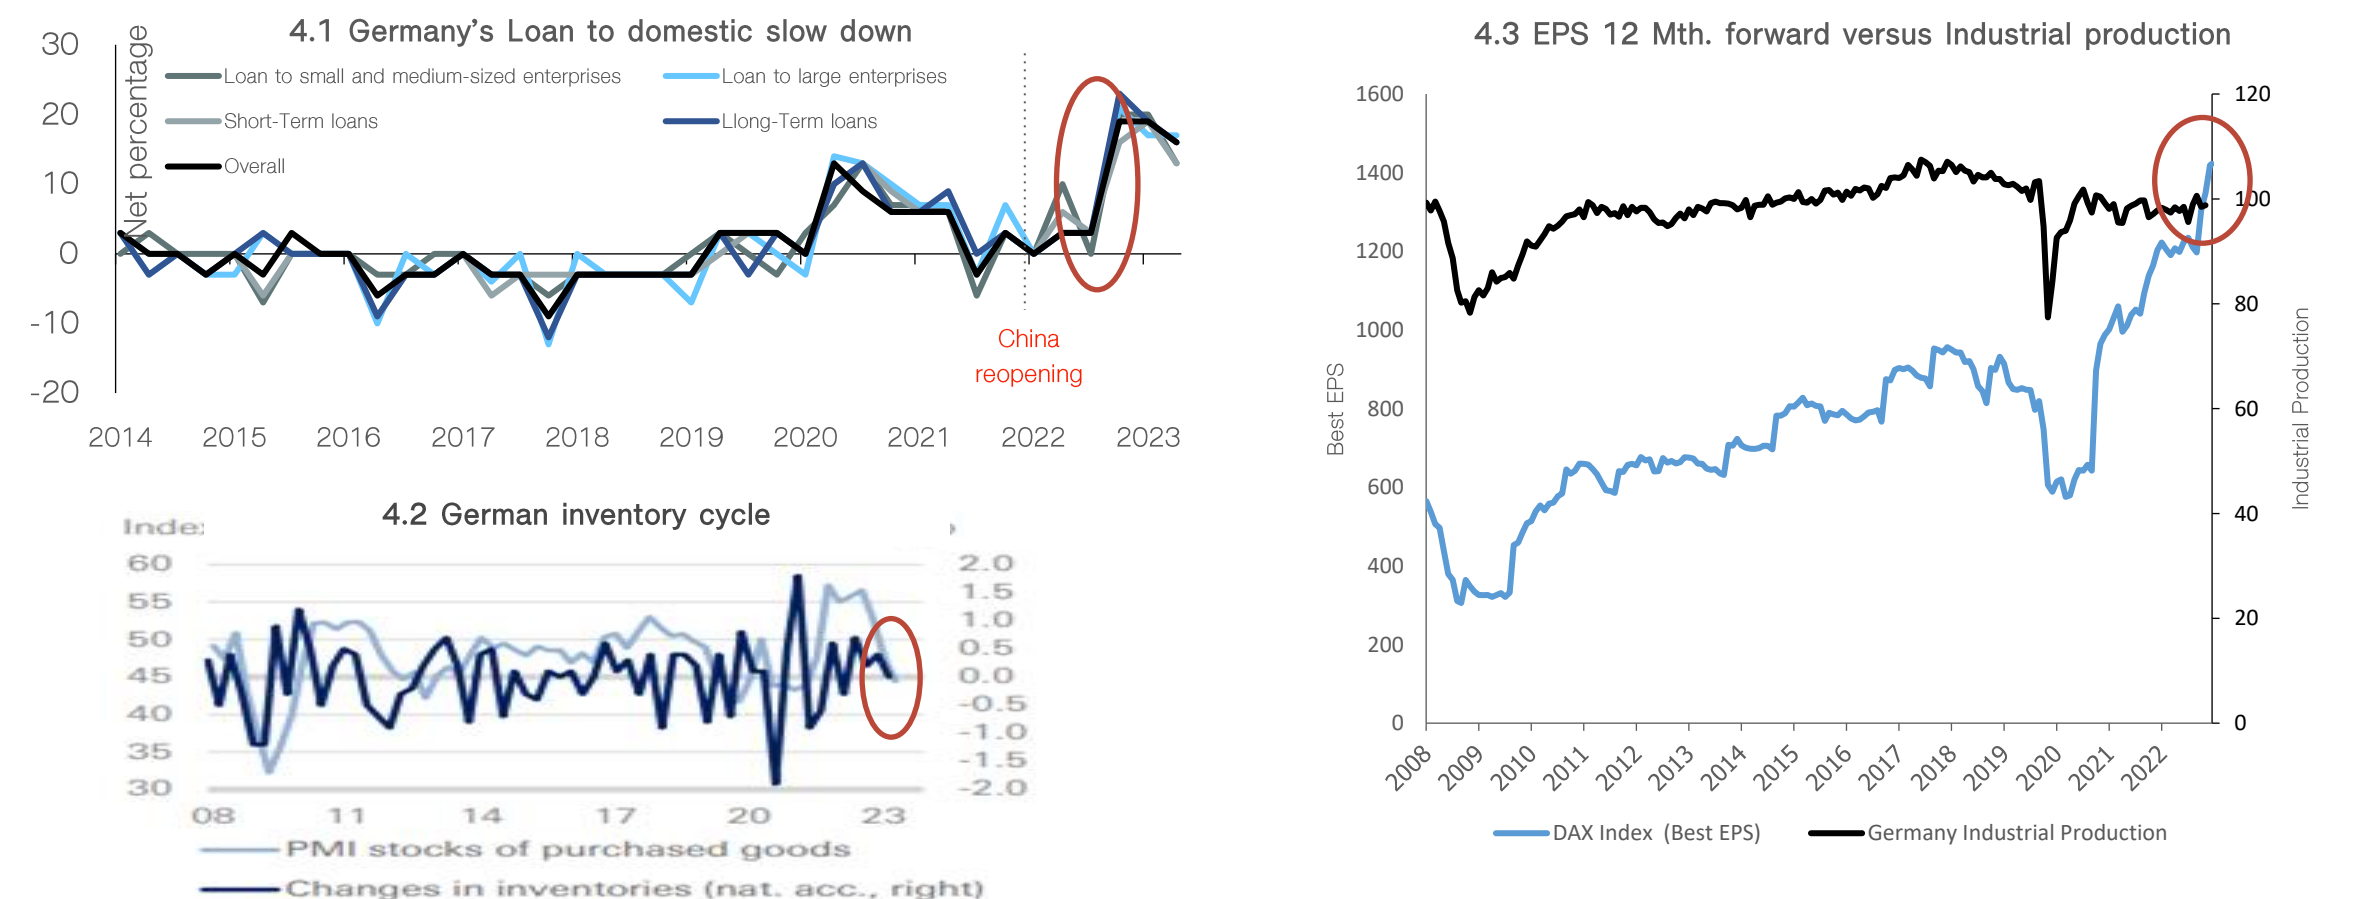 4.1 Germany's Loan to domestic slow down
Net percentage
30
20
10
0
-10
-20
Loan to small and medium-sized enterprises
Loan to large enterprises
Short-Term loans
Llong-Term loans
Overall
China
reopening
2014 2015 2016 2017 2018 2019 2020 2021 2022 2023
4.2 German inventory cycle
60
55
50
45
40
35
30
2.0
1.5
1.0
0.5
0.0
-0.5
-1.0
-1.5
-2.0
08 11 14 17 20 23
PMI stocks of purchased goods
Changes in inventories (nat. acc., right)
4.3 EPS 12 Mth. forward versus Industrial production
Best EPS
1600
1400
1200
1000
800
600
400
200
0
120
100
80
60
40
20
0
Industrial Production
2008 2009 2010 2011 2012 2013 2014 2015 2016 2017 2018 2019 2020 2021 2022
DAX Index (Best EPS)
Germany Industrial Production